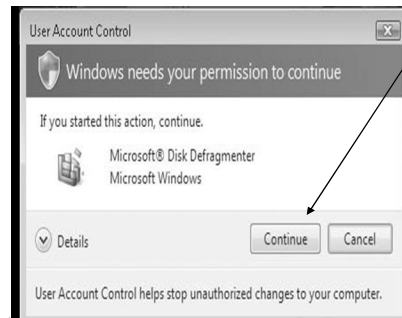 User Account Control
Windows needs your permission to continue
If you started this action, continue.
Microsoft® Disk Defragmenter
Microsoft Windows
Details
Continue
Cancel
User Account Control helps stop unauthorized changes to your computer.